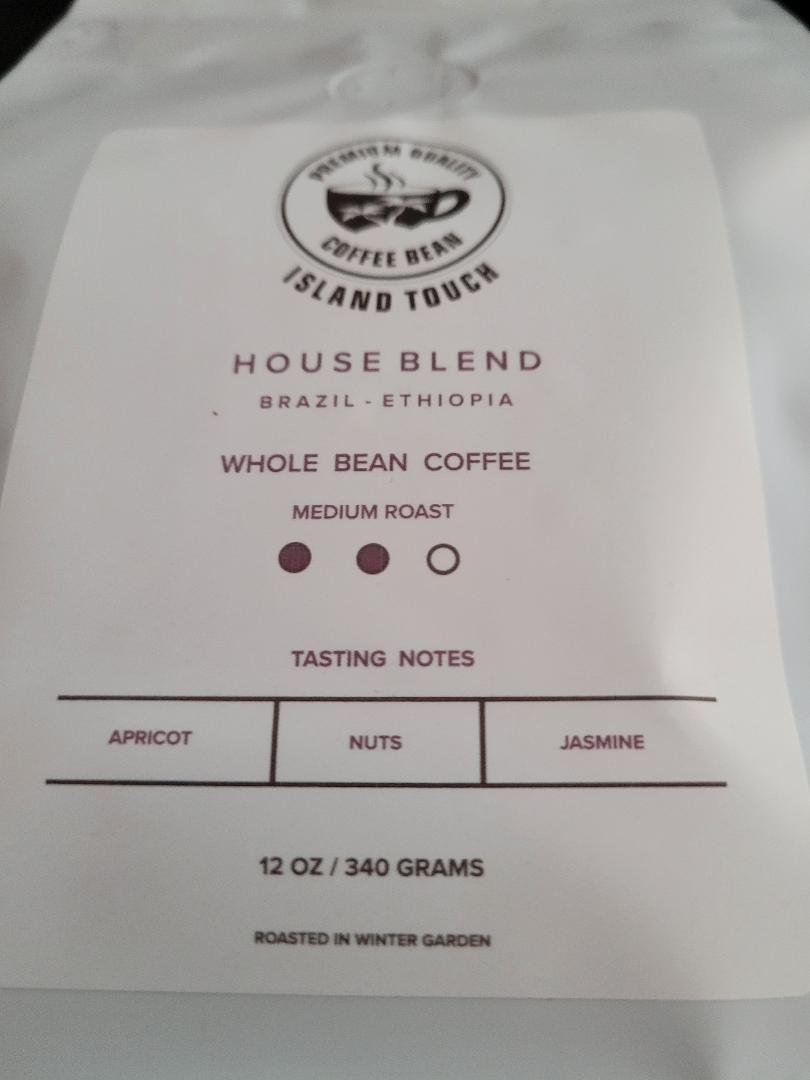 PREMIUM QUALITY
COFFEE BEAN
ISLAND TOUCH
HOUSE BLEND
BRAZIL - ETHIOPIA
WHOLE BEAN COFFEE
MEDIUM ROAST
TASTING NOTES
APRICOT NUTS JASMINE
12 OZ / 340 GRAMS
ROASTED IN WINTER GARDEN